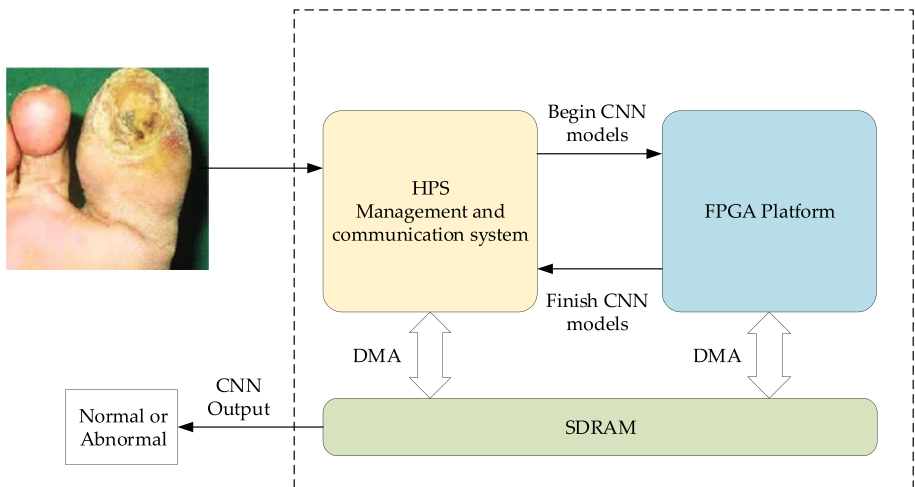 Begin CNN
models
HPS
Management and
communication system
FPGA Platform
Finish CNN
models
DMA
DMA
CNN
Output
Normal or
Abnormal
SDRAM